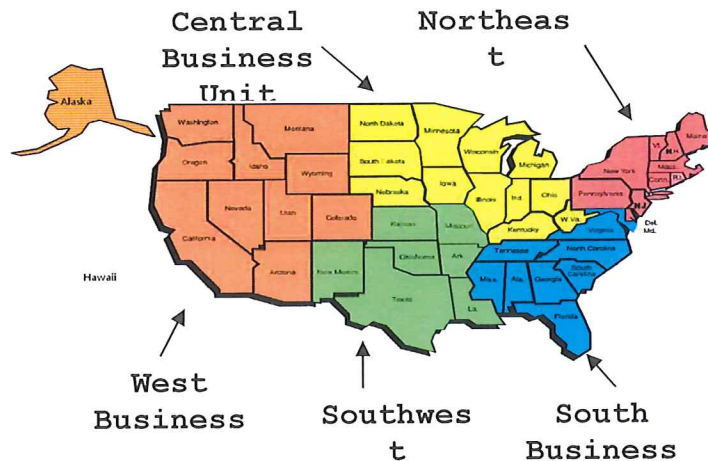 Central
Business
Unit
Northeas
t
Alaska
Washington
Montana
North Dakota
Minnesota
Wisconsin
Michigan
Maine
Vt.
N.H.
Mass.
Conn.
R.I.
New York
Oregon
Idaho
Wyoming
South Dakota
Nebraska
Iowa
Illinois
Ind.
Ohio
Pennsylvania
N.J.
Del.
Md.
W.Va.
Virginia
Nevada
Utah
Colorado
Kansas
Missouri
Kentucky
California
Arizona
New Mexico
Oklahoma
Ark.
Tennessee
North Carolina
South
Carolina
Hawaii
Texas
La.
Miss.
Ala.
Georgia
Florida
West
Business
Southwes
t
South
Business